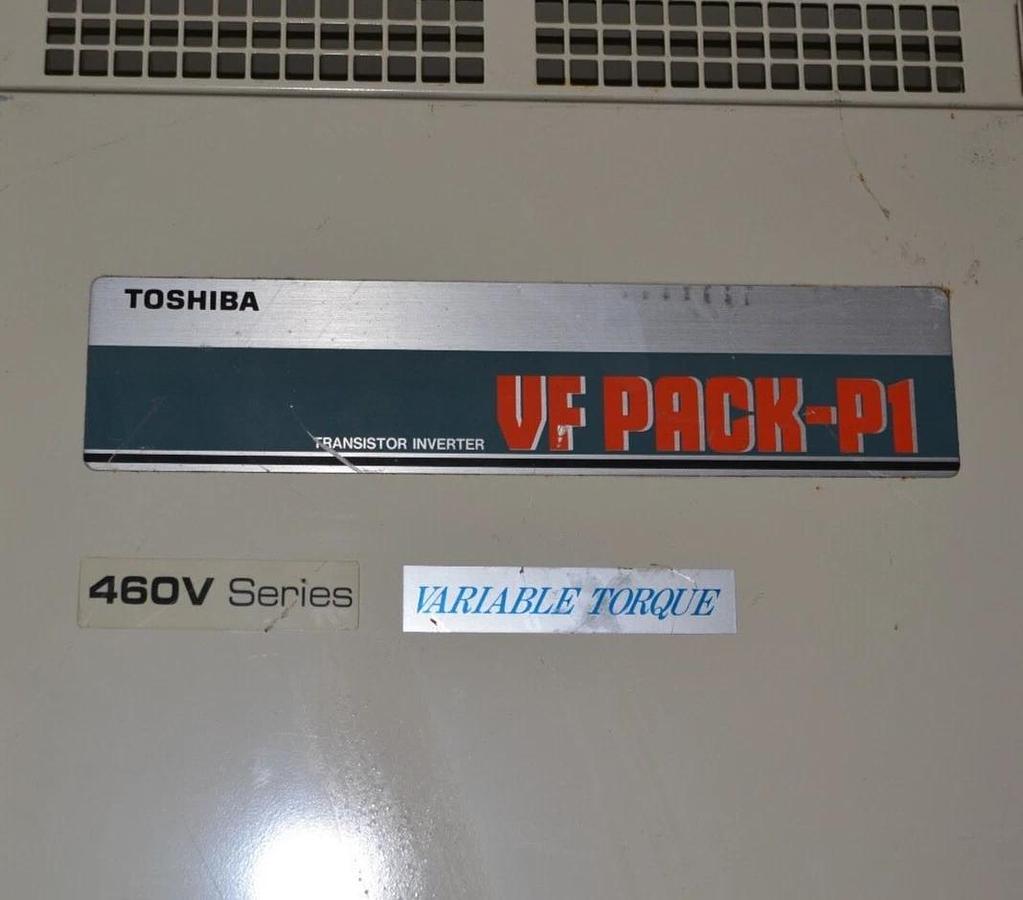 TOSHIBA
TRANSISTOR INVERTER VF PACK-P1
460V Series
VARIABLE TORQUE